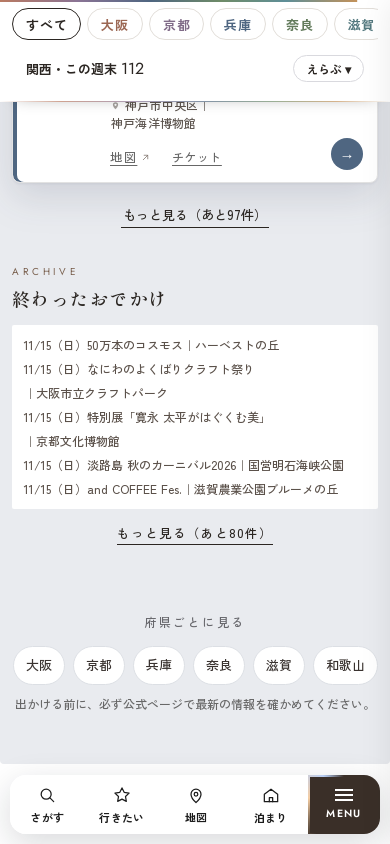 すべて
大阪
京都
兵庫
奈良
滋賀
関西・この週末 112
えらぶ ▾
神戸市中央区｜
神戸海洋博物館
地図 ↗
チケット
→
もっと見る（あと97件）
ARCHIVE
終わったおでかけ
11/15（日）50万本のコスモス｜ハーベストの丘
11/15（日）なにわのよくばりクラフト祭り
｜大阪市立クラフトパーク
11/15（日）特別展「寛永 太平がはぐくむ美」
｜京都文化博物館
11/15（日）淡路島 秋のカーニバル2026｜国営明石海峡公園
11/15（日）and COFFEE Fes.｜滋賀農業公園ブルーメの丘
もっと見る（あと80件）
府県ごとに見る
大阪
京都
兵庫
奈良
滋賀
和歌山
出かける前に、必ず公式ページで最新の情報を確かめてください。
さがす
行きたい
地図
泊まり
MENU